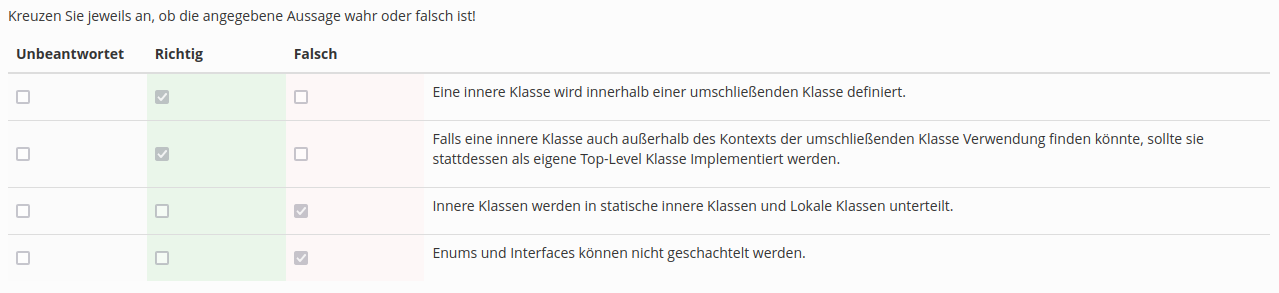 Kreuzen Sie jeweils an, ob die angegebene Aussage wahr oder falsch ist!
Unbeantwortet Richtig Falsch
Eine innere Klasse wird innerhalb einer umschließenden Klasse definiert.
Falls eine innere Klasse auch außerhalb des Kontexts der umschließenden Klasse Verwendung finden könnte, sollte sie
stattdessen als eigene Top-Level Klasse Implementiert werden.
Innere Klassen werden in statische innere Klassen und Lokale Klassen unterteilt.
Enums und Interfaces können nicht geschachtelt werden.